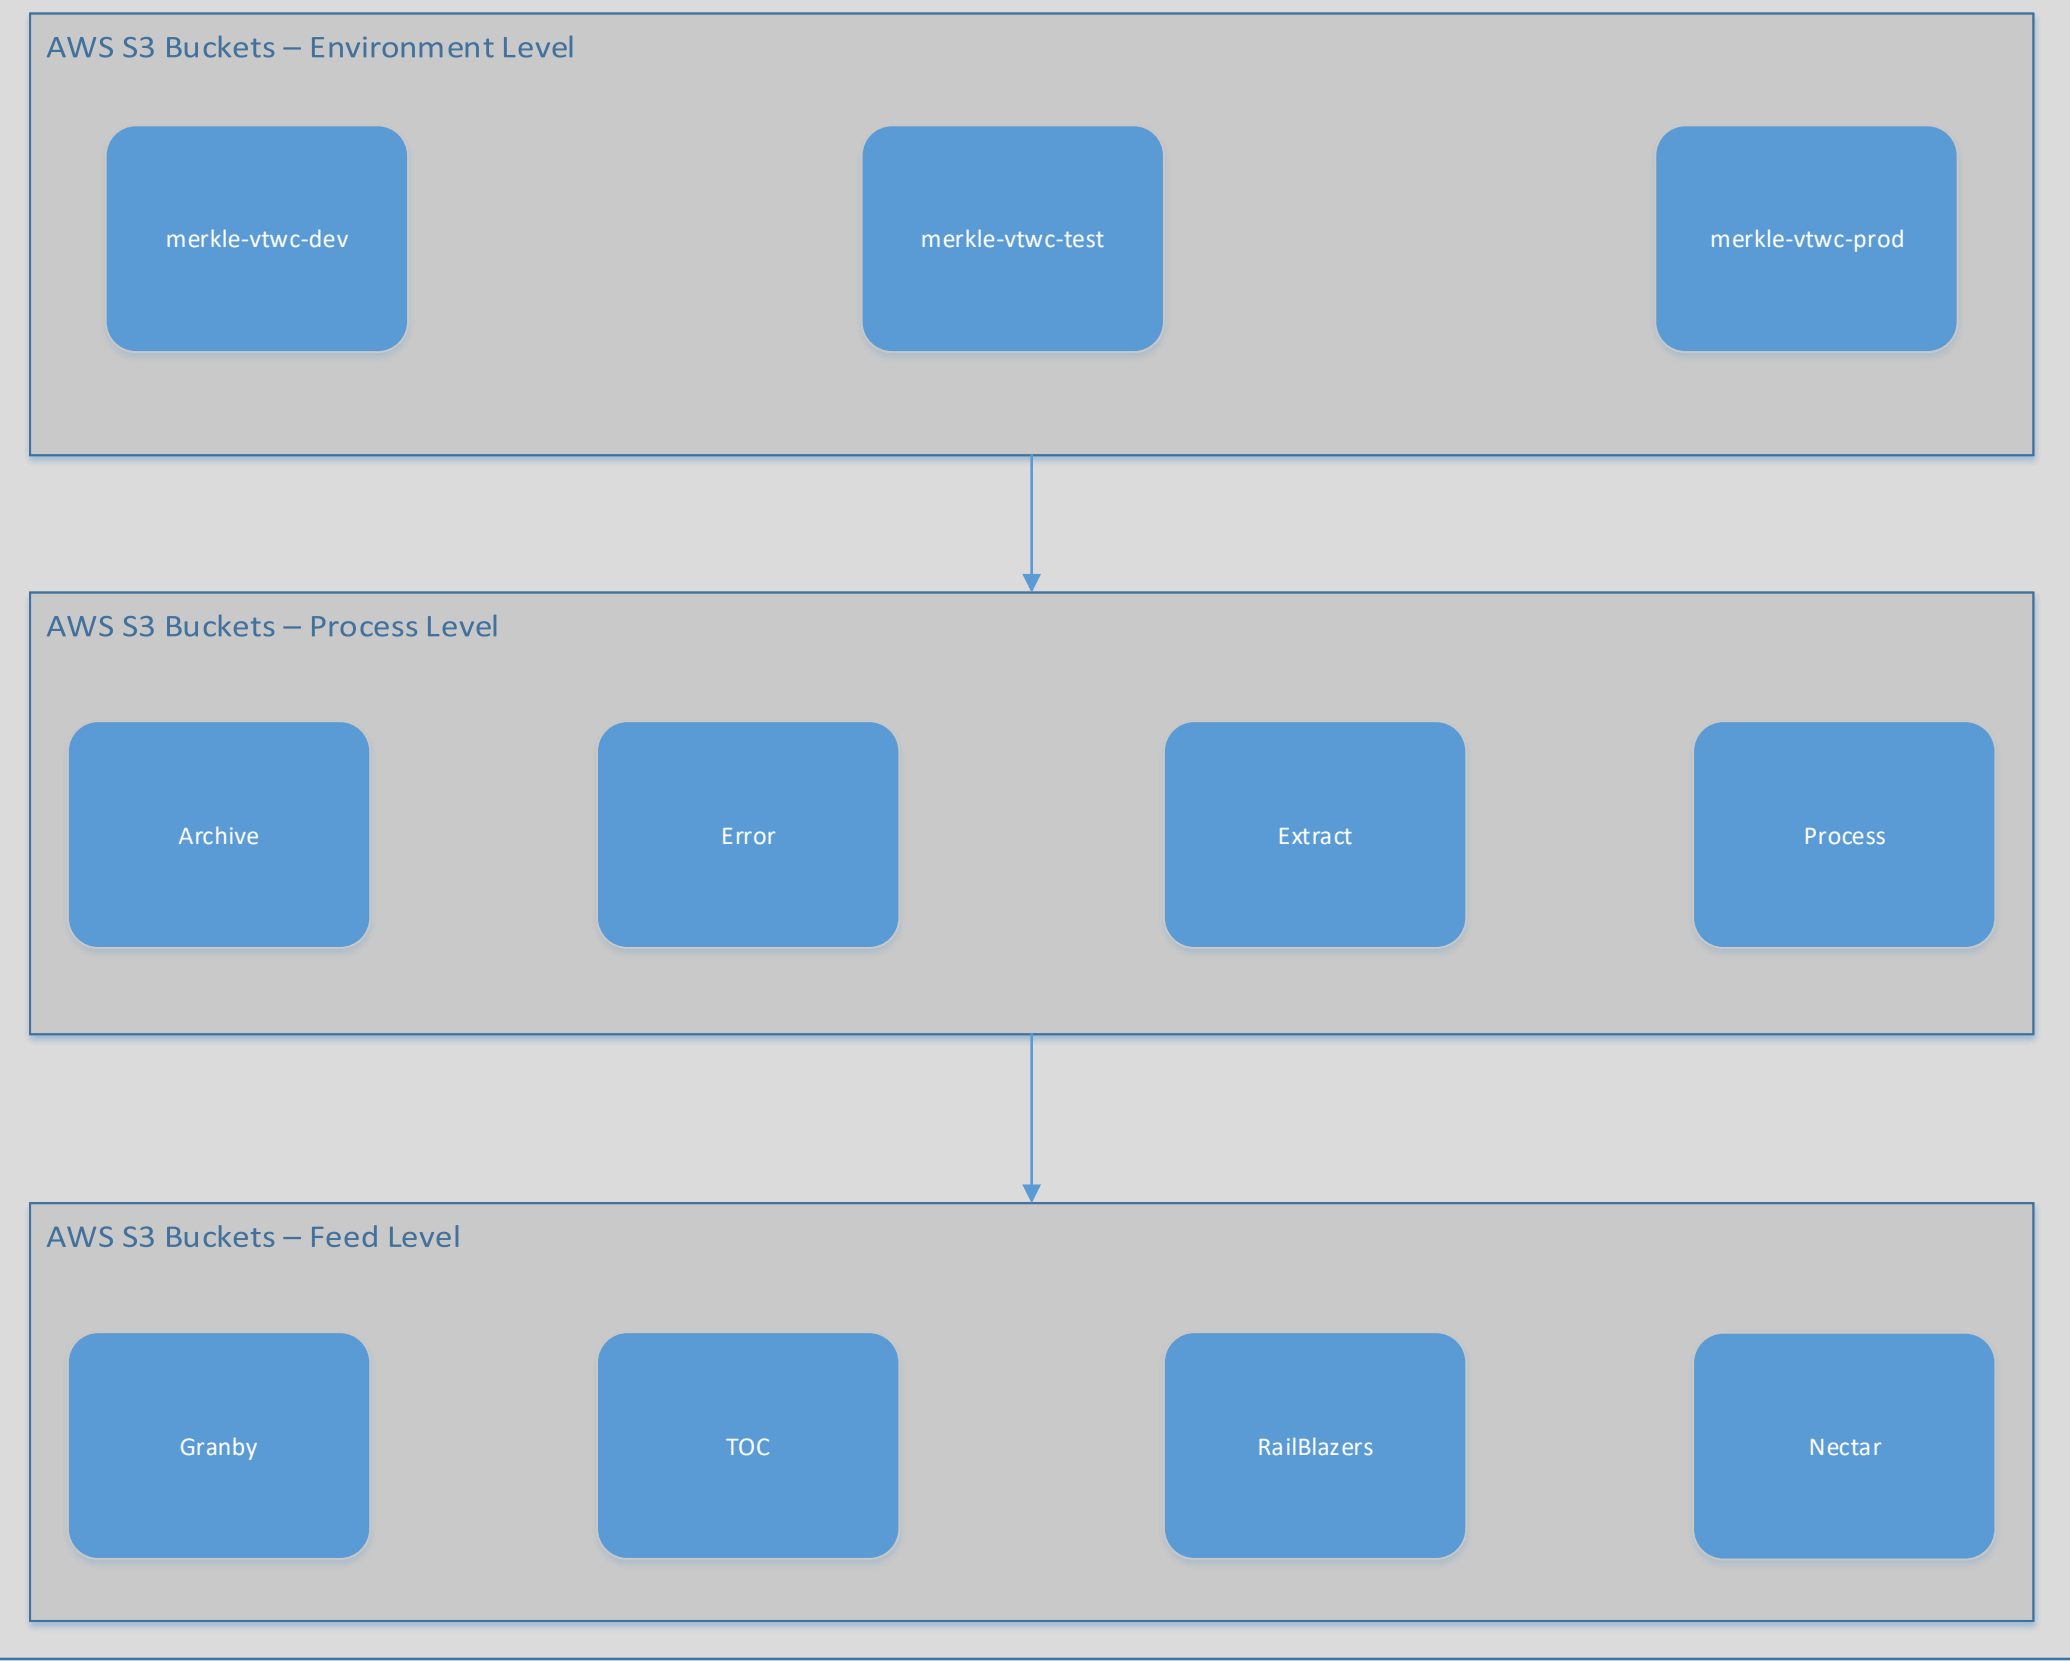 AWS S3 Buckets – Environment Level
merkle-vtwc-dev
merkle-vtwc-test
merkle-vtwc-prod
AWS S3 Buckets – Process Level
Archive
Error
Extract
Process
AWS S3 Buckets – Feed Level
Granby
TOC
RailBlazers
Nectar